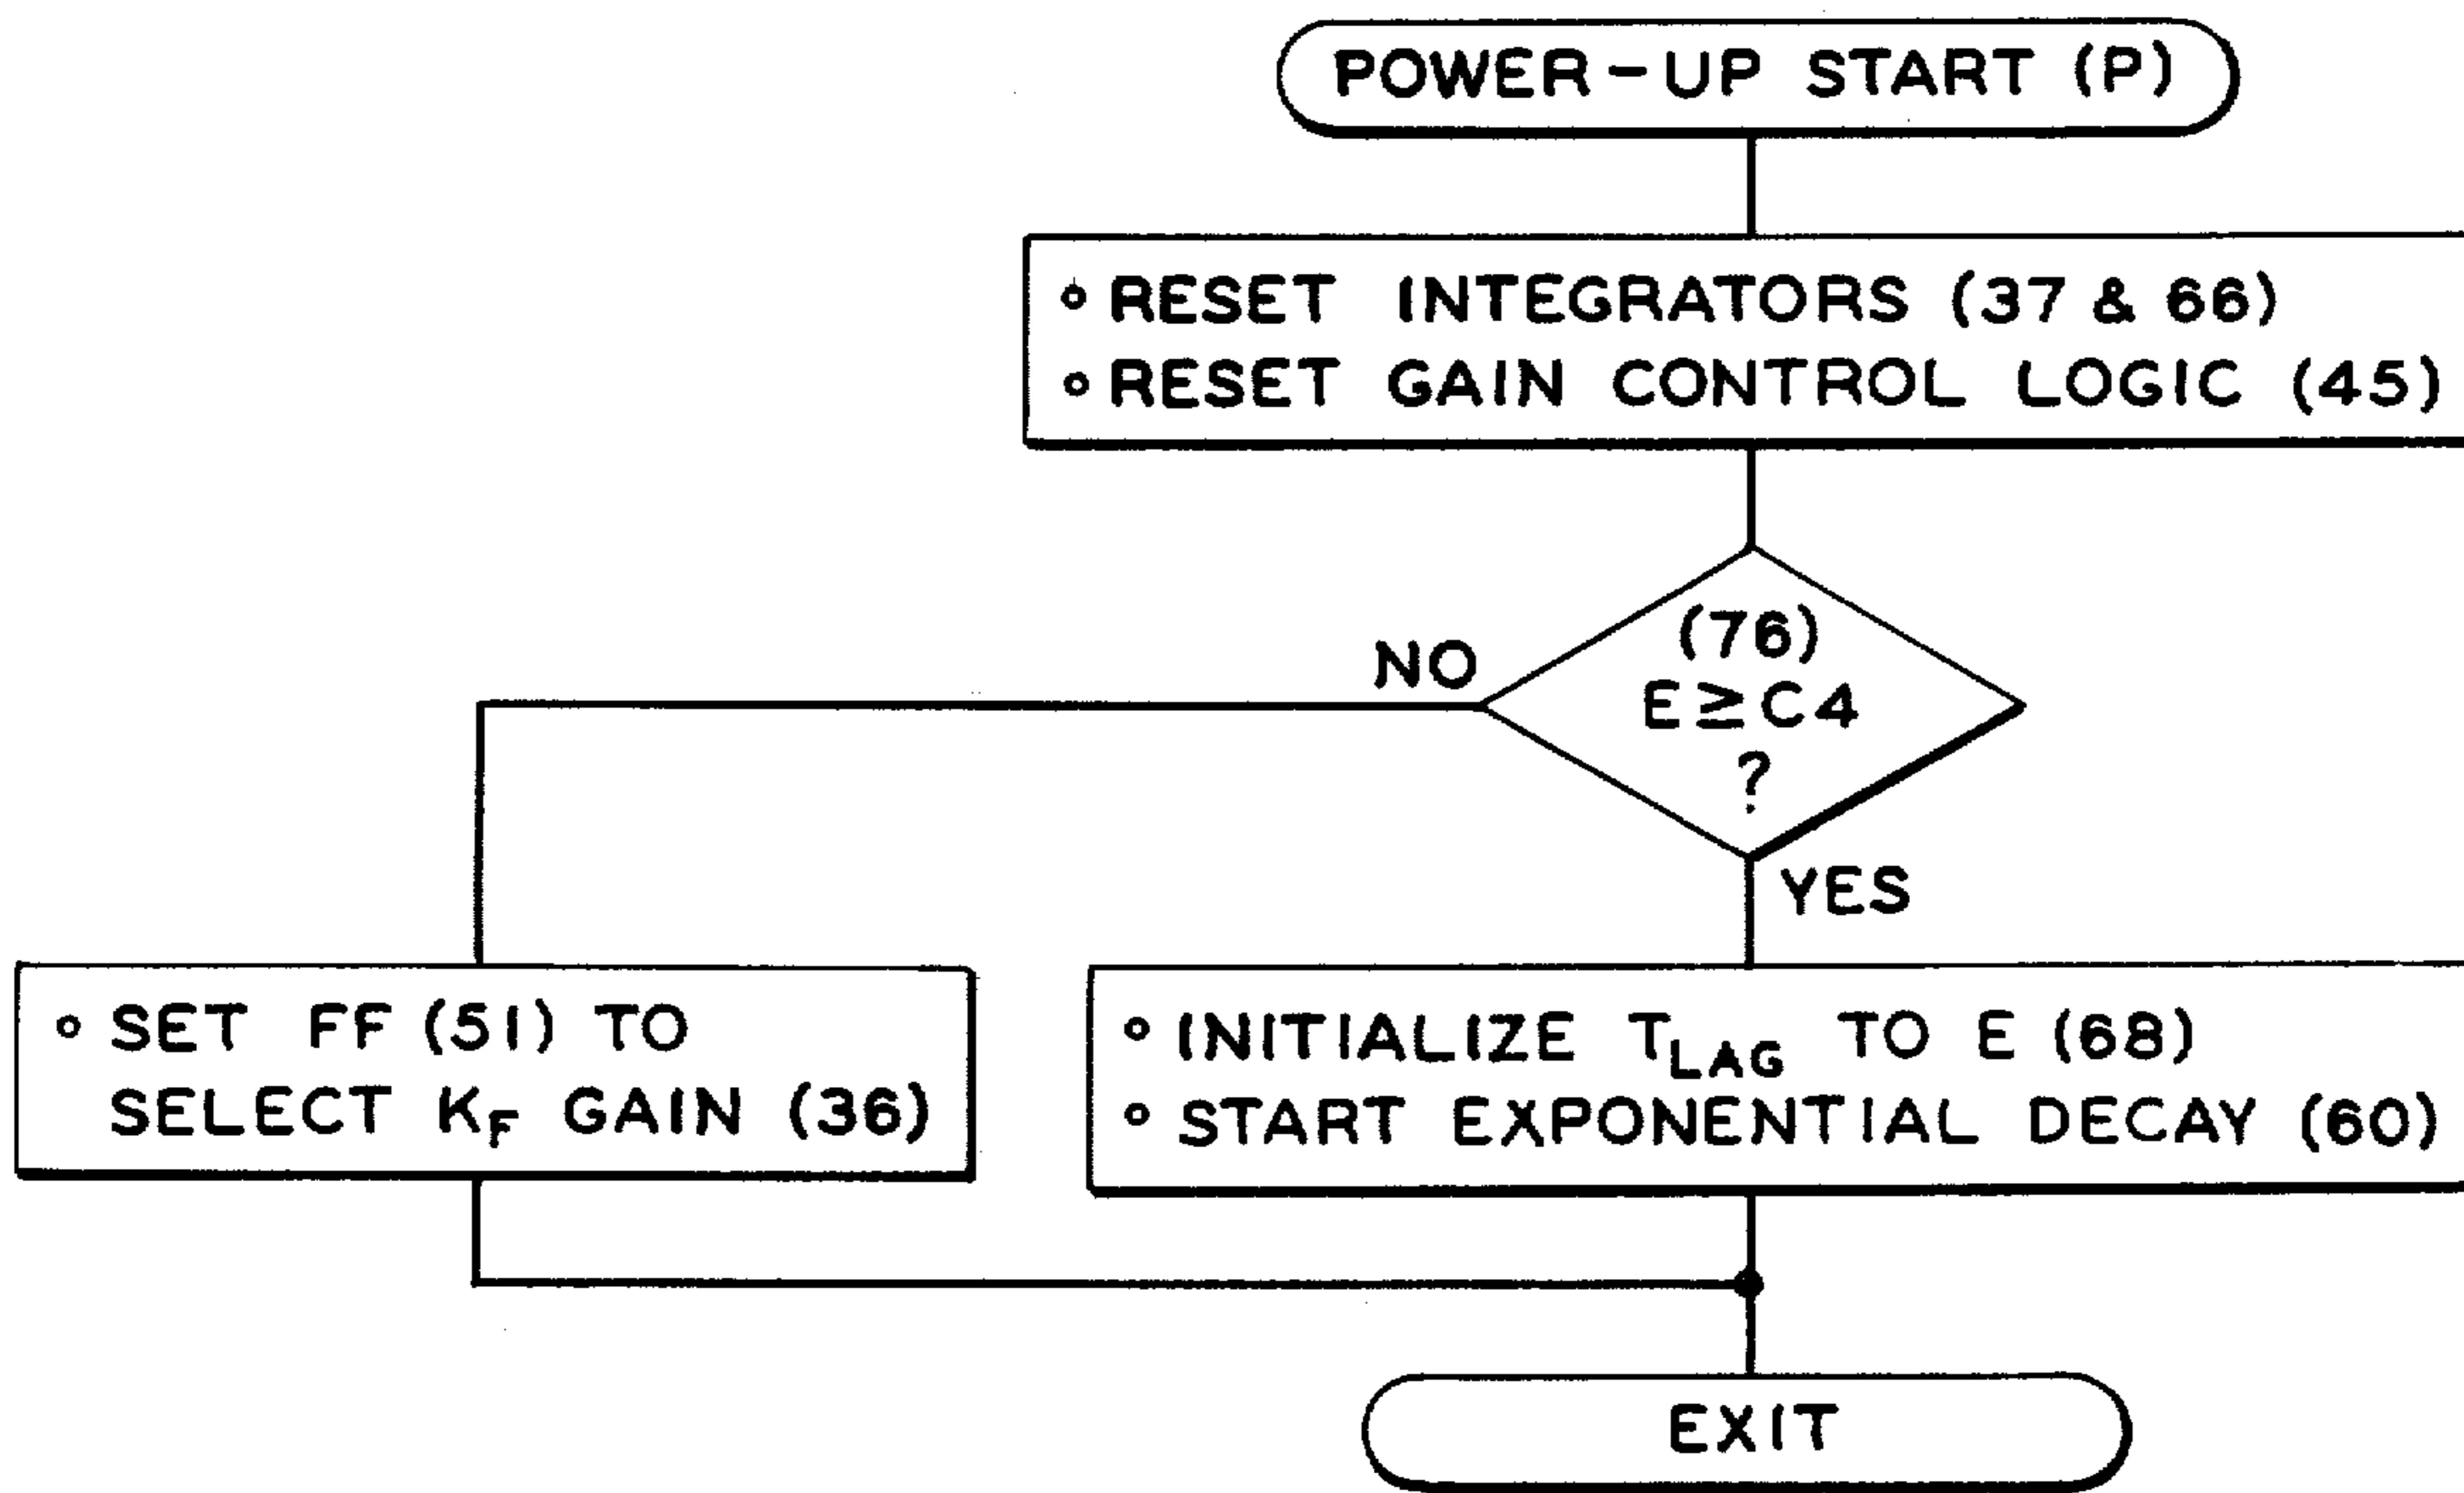 POWER-UP START (P)
∘ RESET INTEGRATORS (37 & 66)
∘ RESET GAIN CONTROL LOGIC (45)
(76)
E≥C4
?
NO
YES
∘ SET FF (51) TO
SELECT K_F GAIN (36)
∘ INITIALIZE T_LAG TO E (68)
∘ START EXPONENTIAL DECAY (60)
EXIT